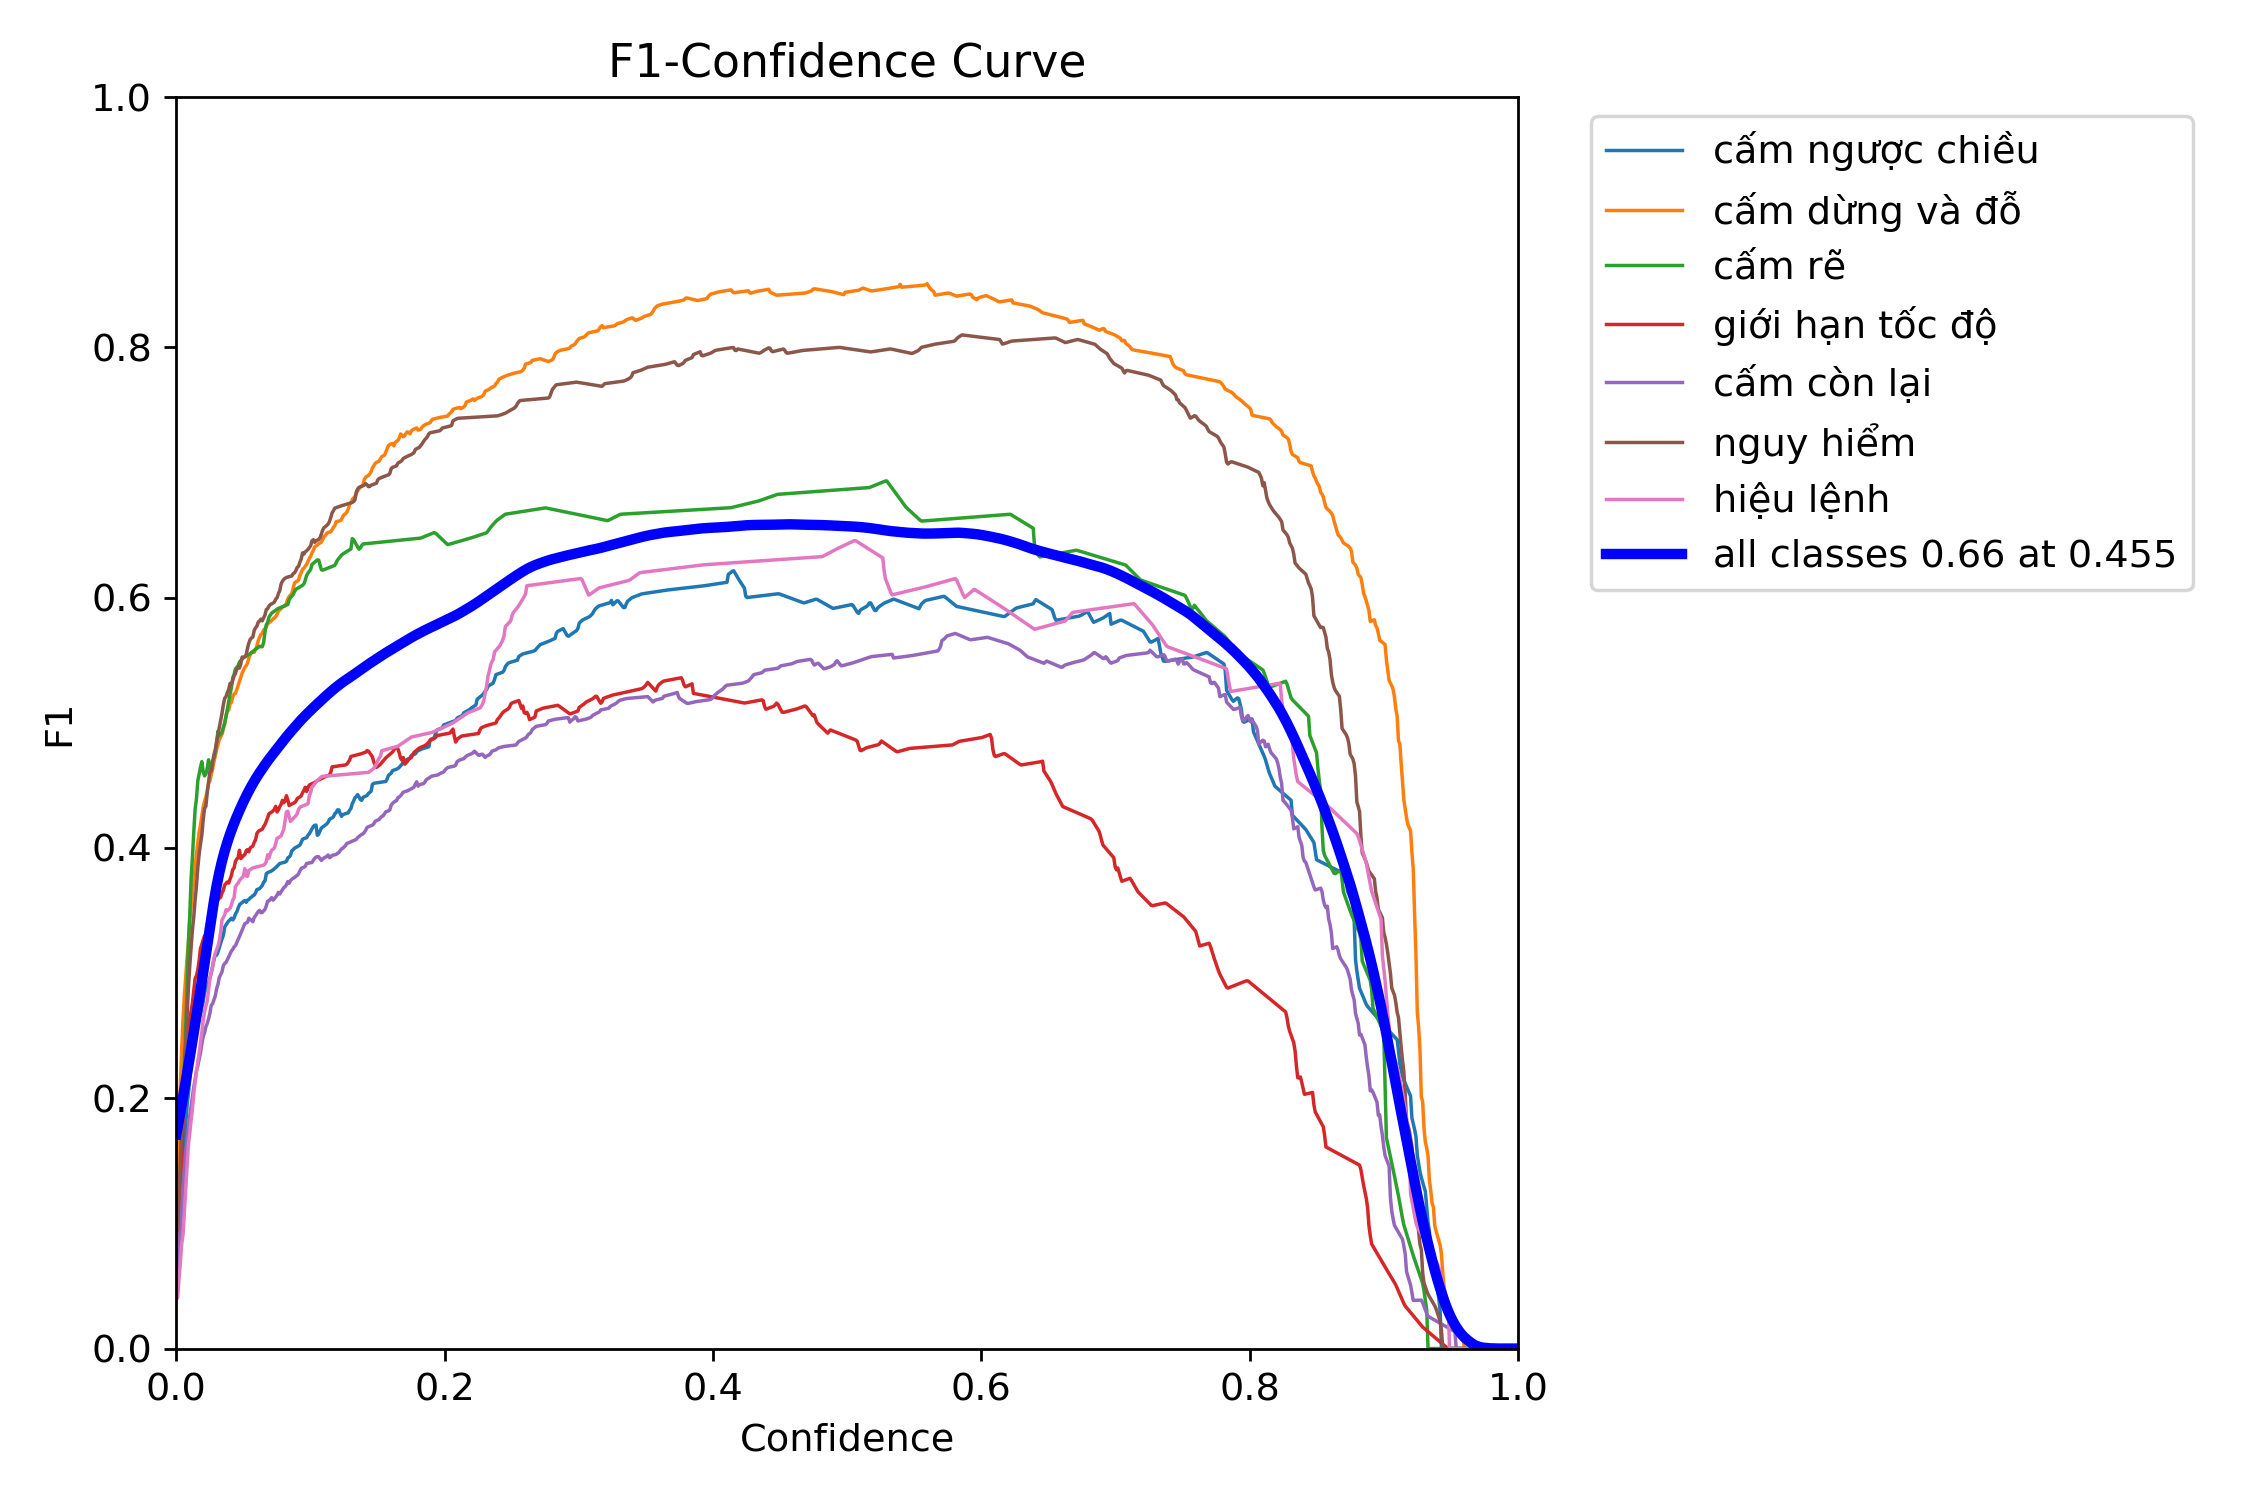 F1-Confidence Curve
1.0
0.8
0.6
0.4
0.2
0.0
F1
0.0 0.2 0.4 0.6 0.8 1.0
Confidence
cấm ngược chiều
cấm dừng và đỗ
cấm rẽ
giới hạn tốc độ
cấm còn lại
nguy hiểm
hiệu lệnh
all classes 0.66 at 0.455